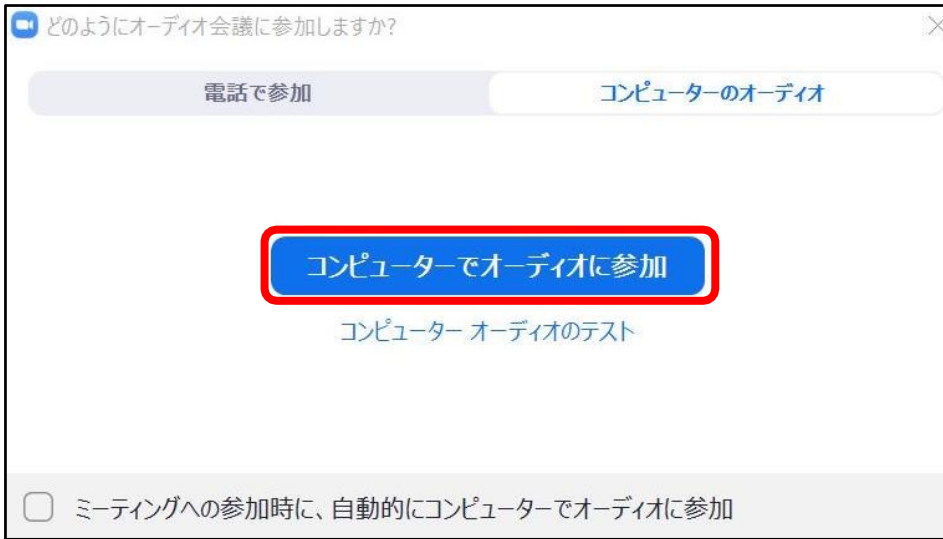 どのようにオーディオ会議に参加しますか?
電話で参加
コンピューターのオーディオ
コンピューターでオーディオに参加
コンピューター オーディオのテスト
ミーティングへの参加時に、自動的にコンピューターでオーディオに参加